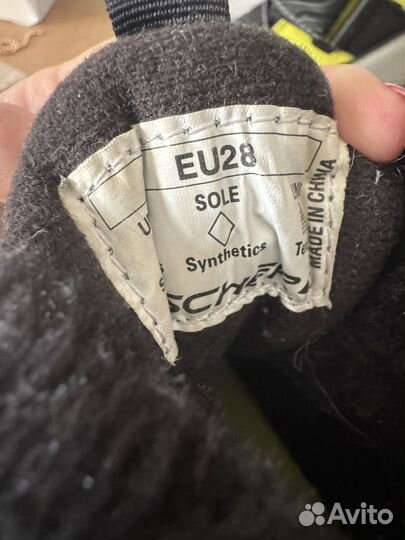 EU28
SOLE
Synthetics
MADE IN CHINA
Avito